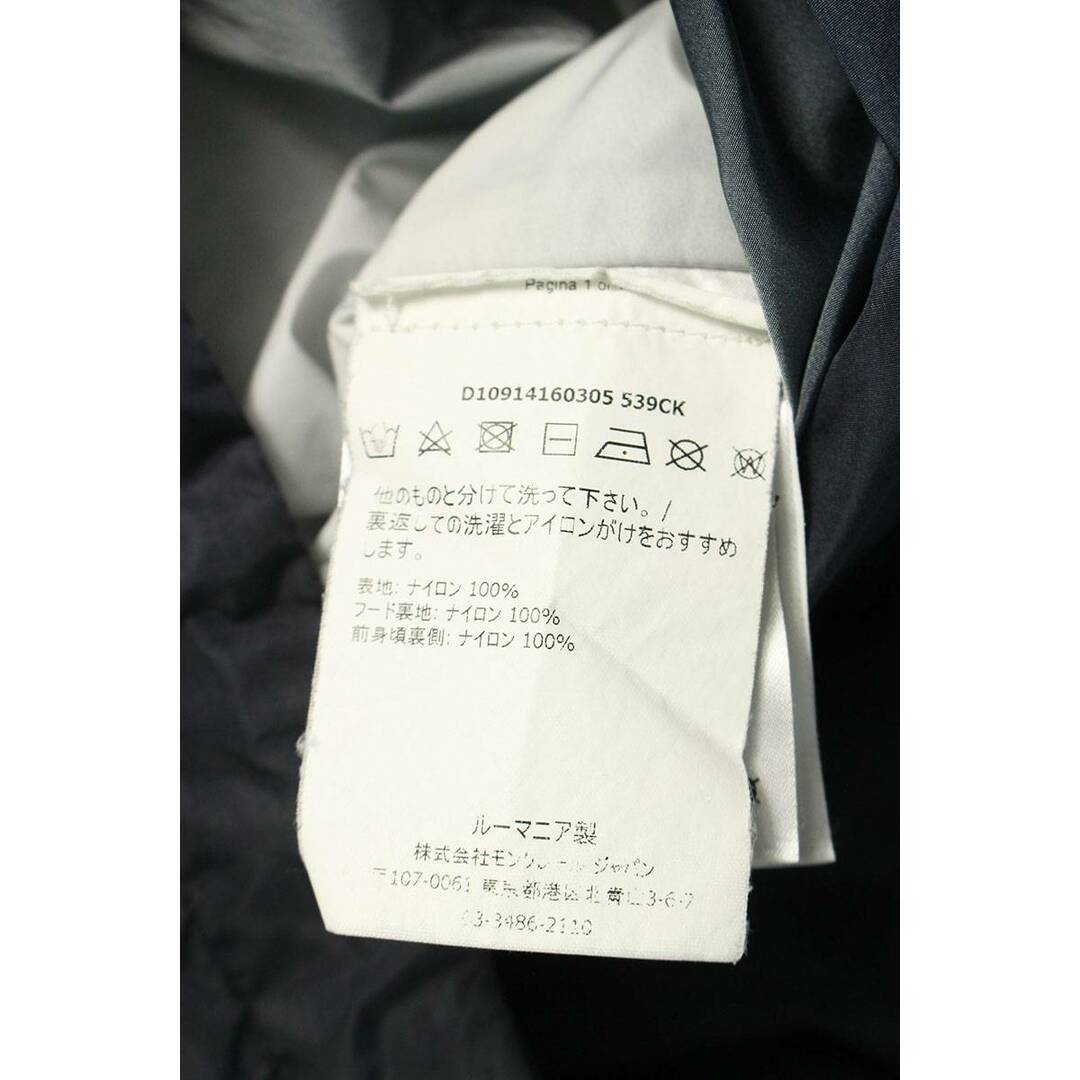 Pagina 1
D10914160305 539CK
他のものと分けて洗って下さい。/
裏返しての洗濯とアイロンがけをおすすめ
します。
表地: ナイロン 100%
フード裏地: ナイロン 100%
前身頃裏側: ナイロン 100%
ルーマニア製
株式会社モンクレール ジャパン
〒107-0061 東京都港区北青山3-6-7
03-3486-2110